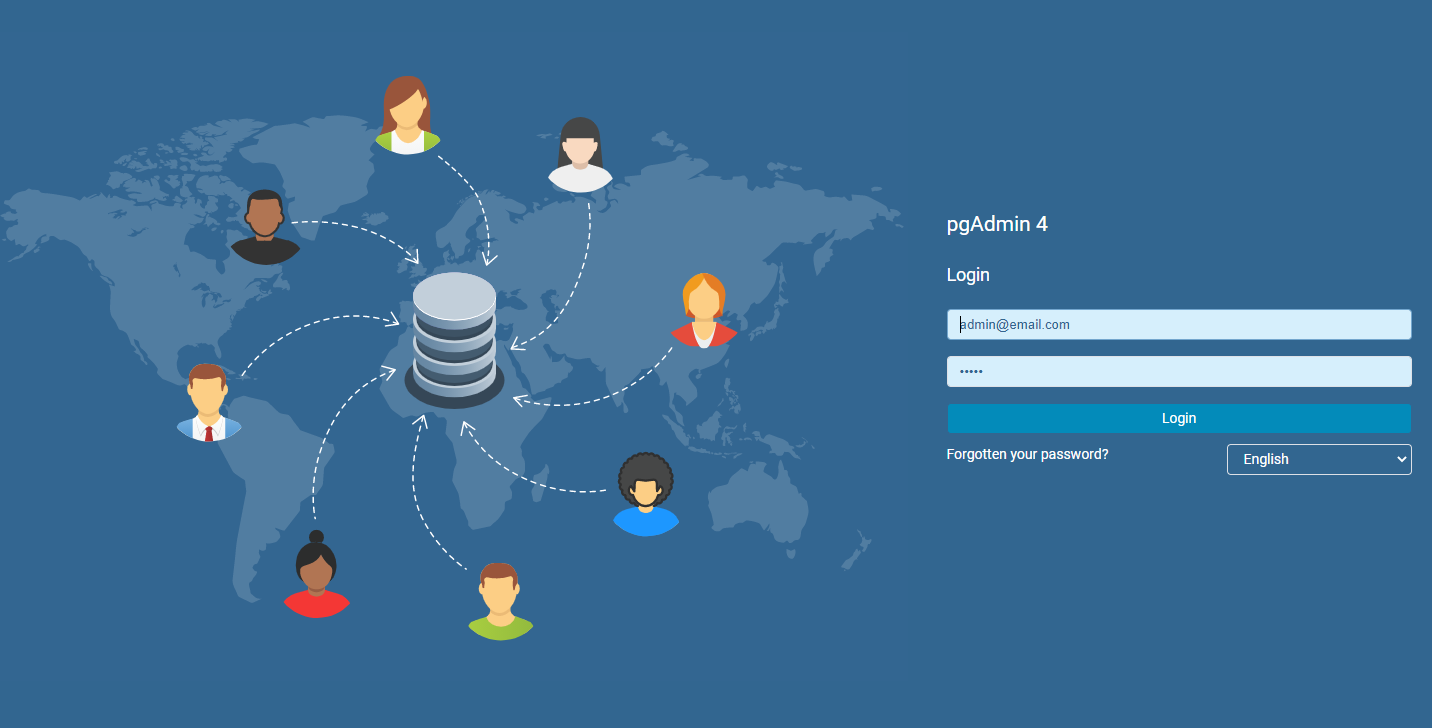 pgAdmin 4
Login
admin@email.com
•••••
Login
Forgotten your password?
English